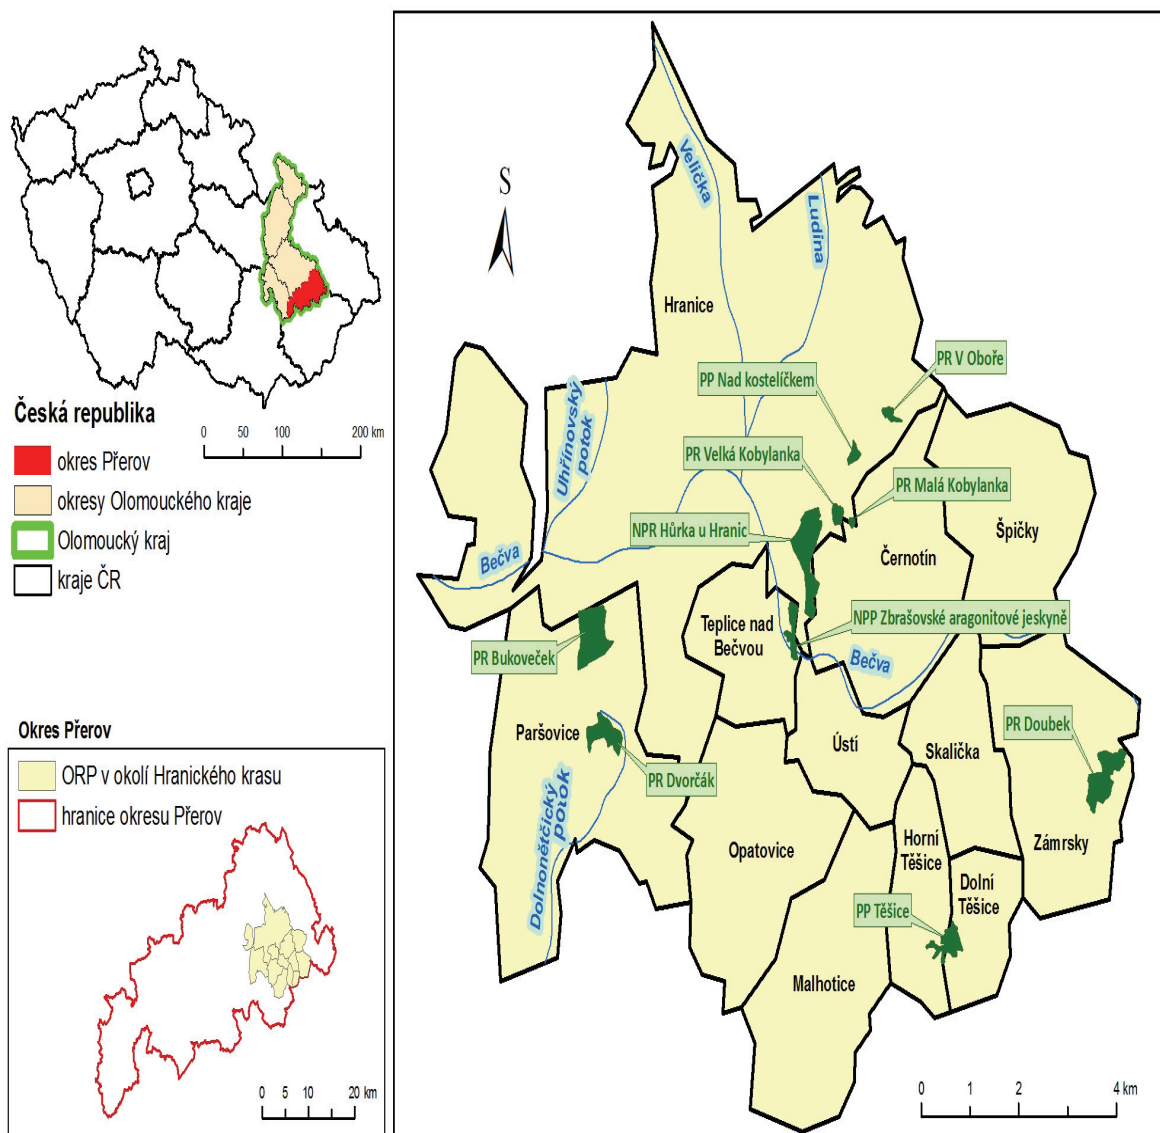 Česká republika
0 50 100 200 km
okres Přerov
okresy Olomouckého kraje
Olomoucký kraj
kraje ČR
Okres Přerov
ORP v okolí Hranického krasu
hranice okresu Přerov
0 5 10 20 km
S
Velička
Ludina
Hranice
PR V Oboře
PP Nad kostelíčkem
Uhřinovský
potok
PR Velká Kobylanka
PR Malá Kobylanka
NPR Hůrka u Hranic
Špičky
Černotín
Bečva
Teplice nad
Bečvou
NPP Zbrašovské aragonitové jeskyně
PR Bukoveček
Bečva
Paršovice
Ústí
Skalička
PR Doubek
PR Dvorčák
Dolnonětčický
potok
Opatovice
Horní
Těšice
Zámrsky
Dolní
Těšice
PP Těšice
Malhotice
0 1 2 4 km